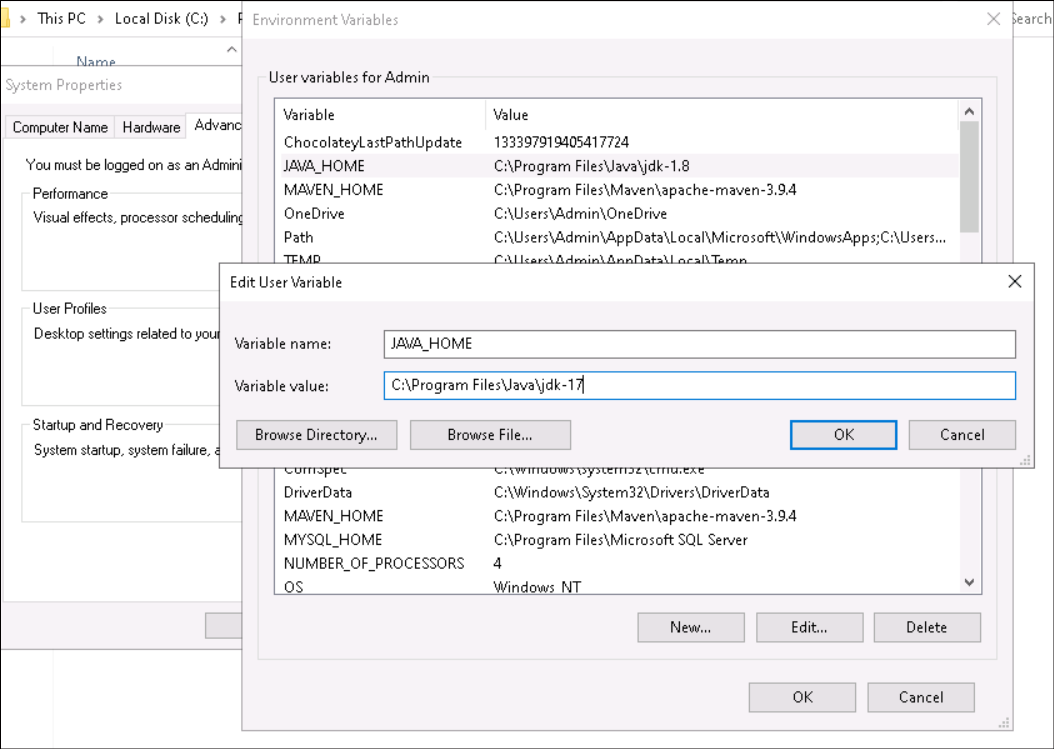 This PC > Local Disk (C:) >
Search
Environment Variables
Name
System Properties
Computer Name Hardware Advanc
You must be logged on as an Admini
Performance
Visual effects, processor scheduling
User Profiles
Desktop settings related to your
Startup and Recovery
System startup, system failure, a
User variables for Admin
Variable Value
ChocolateyLastPathUpdate 133397919405417724
JAVA_HOME C:\Program Files\Java\jdk-1.8
MAVEN_HOME C:\Program Files\Maven\apache-maven-3.9.4
OneDrive C:\Users\Admin\OneDrive
Path C:\Users\Admin\AppData\Local\Microsoft\WindowsApps;C:\Users...
TEMP C:\Users\Admin\AppData\Local\Temp
Edit User Variable
Variable name: JAVA_HOME
Variable value: C:\Program Files\Java\jdk-17
Browse Directory... Browse File... OK Cancel
ComSpec C:\Windows\system32\cmd.exe
DriverData C:\Windows\System32\Drivers\DriverData
MAVEN_HOME C:\Program Files\Maven\apache-maven-3.9.4
MYSQL_HOME C:\Program Files\Microsoft SQL Server
NUMBER_OF_PROCESSORS 4
OS Windows_NT
New... Edit... Delete
OK Cancel